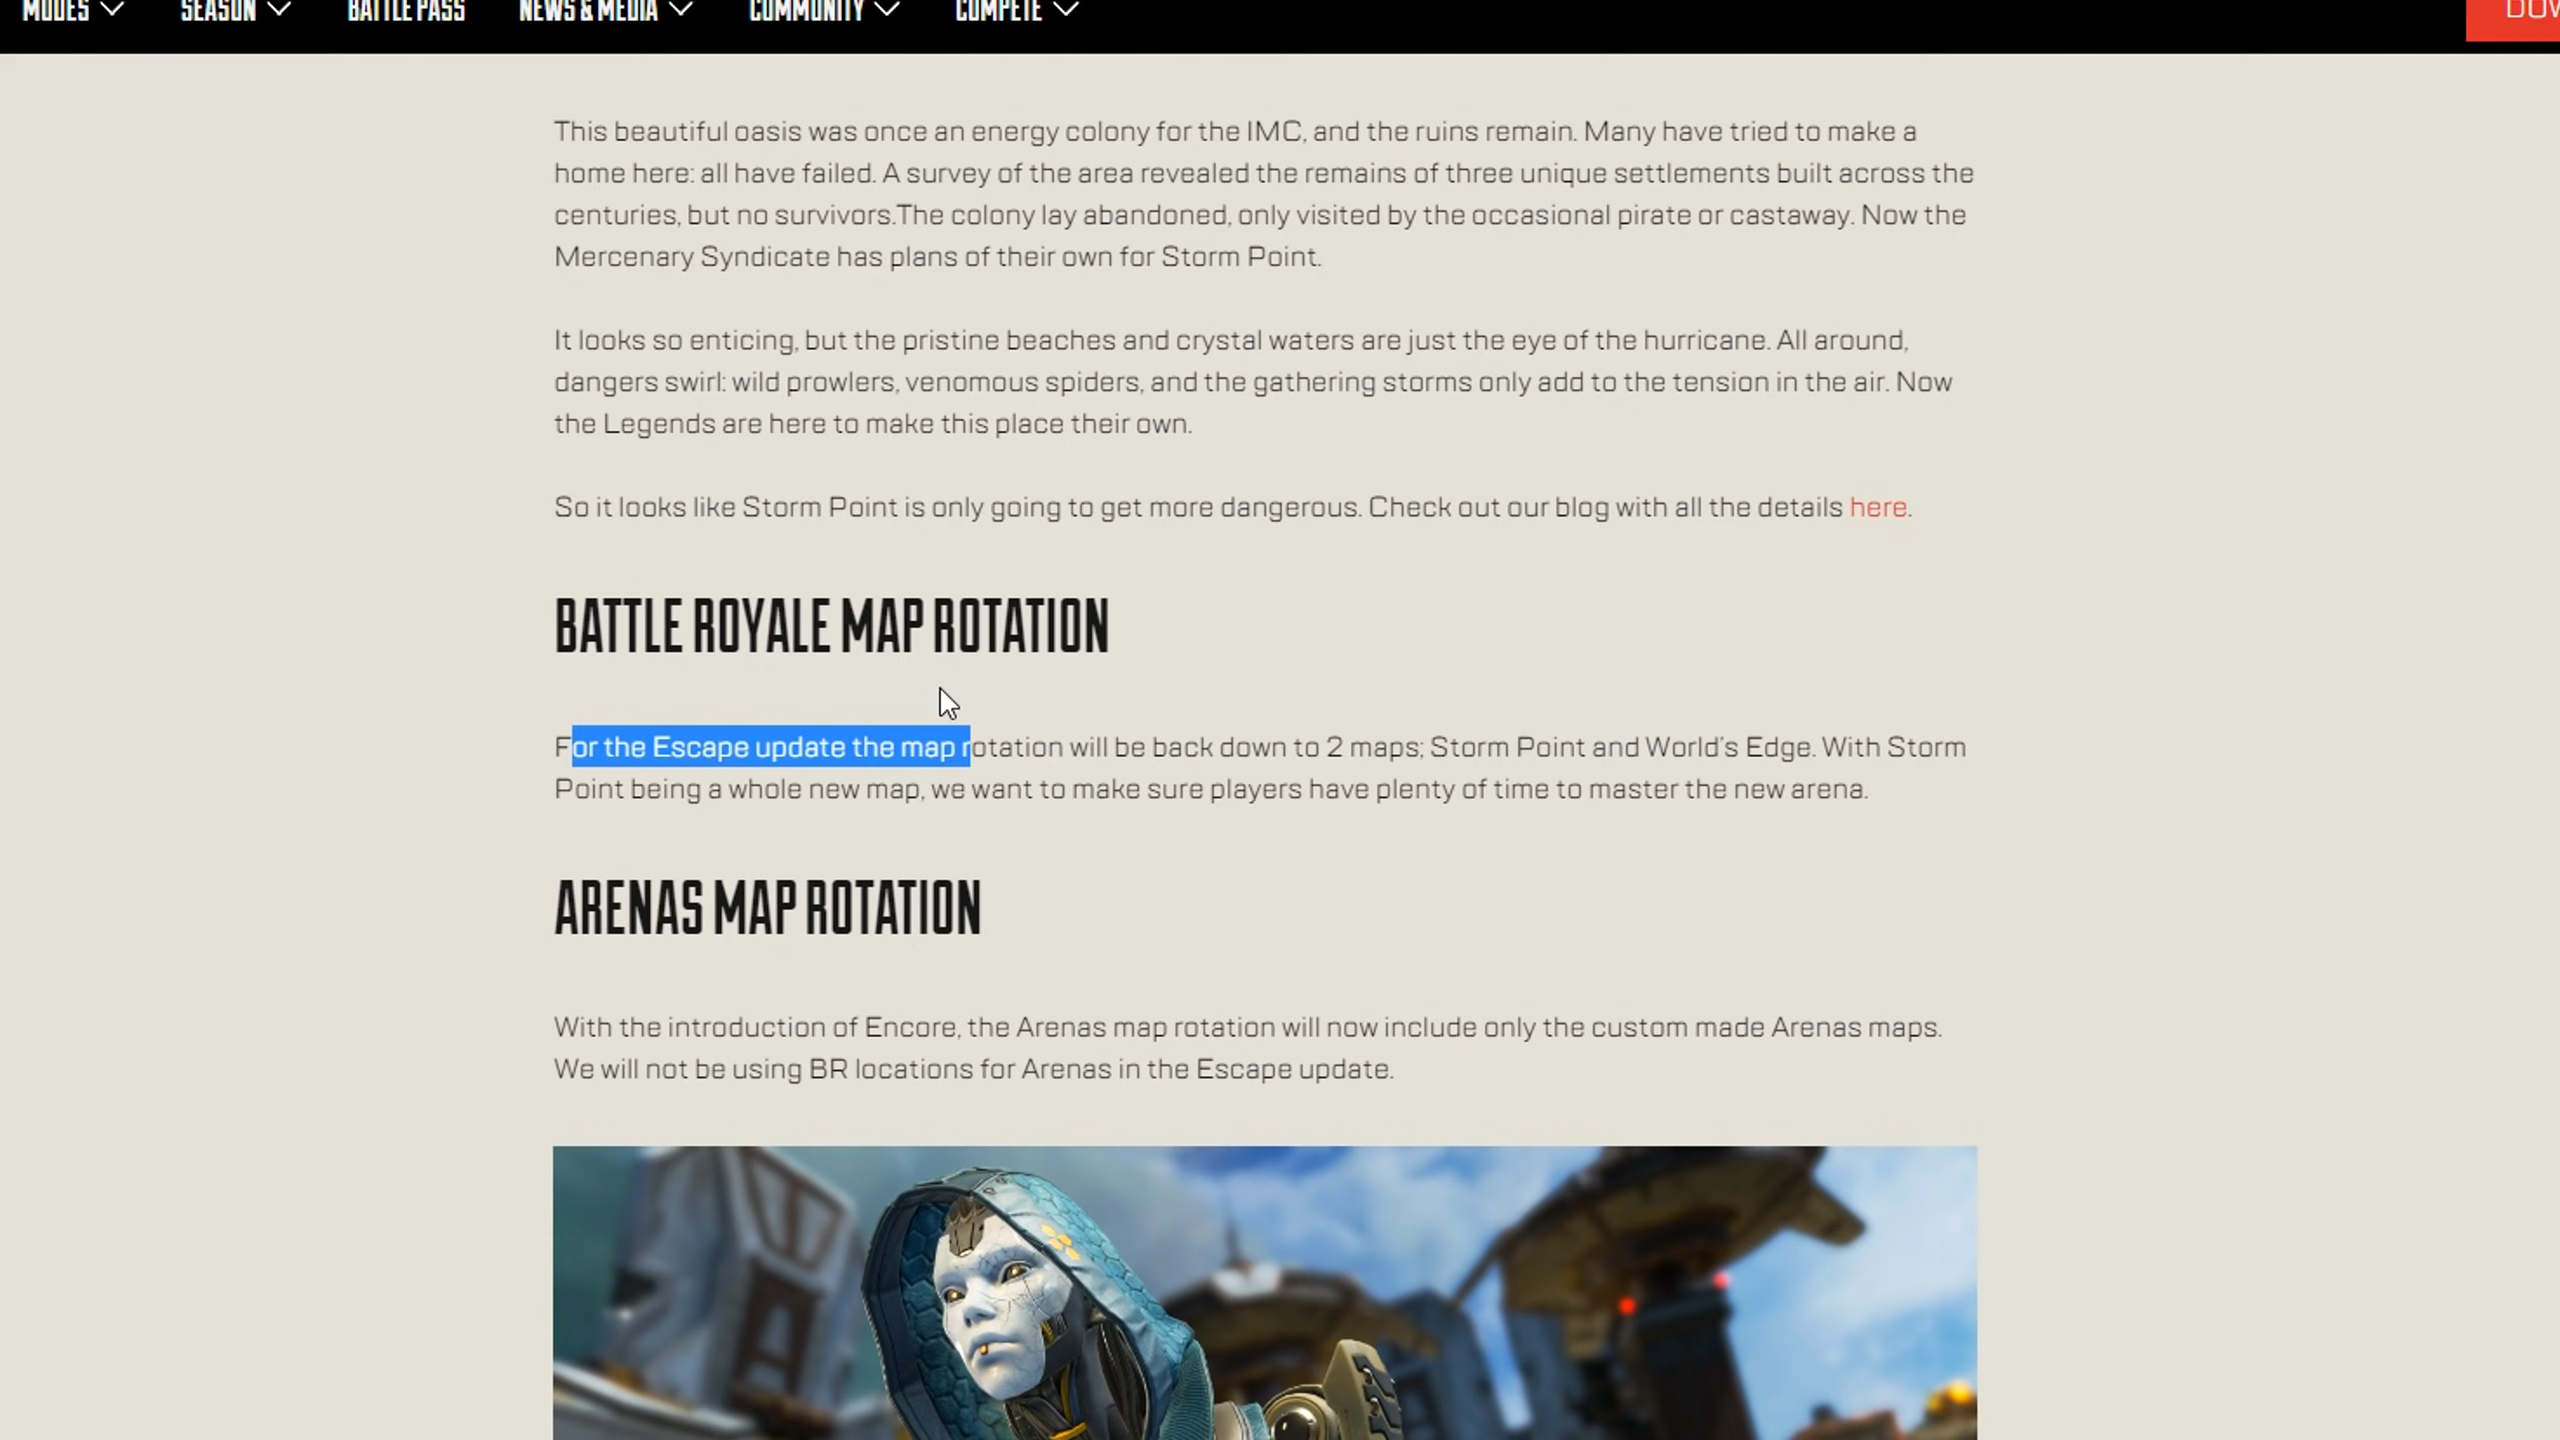 MODES SEASON BATTLE PASS NEWS & MEDIA COMMUNITY COMPETE
This beautiful oasis was once an energy colony for the IMC, and the ruins remain. Many have tried to make a
home here: all have failed. A survey of the area revealed the remains of three unique settlements built across the
centuries, but no survivors.The colony lay abandoned, only visited by the occasional pirate or castaway. Now the
Mercenary Syndicate has plans of their own for Storm Point.
It looks so enticing, but the pristine beaches and crystal waters are just the eye of the hurricane. All around,
dangers swirl: wild prowlers, venomous spiders, and the gathering storms only add to the tension in the air. Now
the Legends are here to make this place their own.
So it looks like Storm Point is only going to get more dangerous. Check out our blog with all the details here.
BATTLE ROYALE MAP ROTATION
For the Escape update the map rotation will be back down to 2 maps; Storm Point and World's Edge. With Storm
Point being a whole new map, we want to make sure players have plenty of time to master the new arena.
ARENAS MAP ROTATION
With the introduction of Encore, the Arenas map rotation will now include only the custom made Arenas maps.
We will not be using BR locations for Arenas in the Escape update.